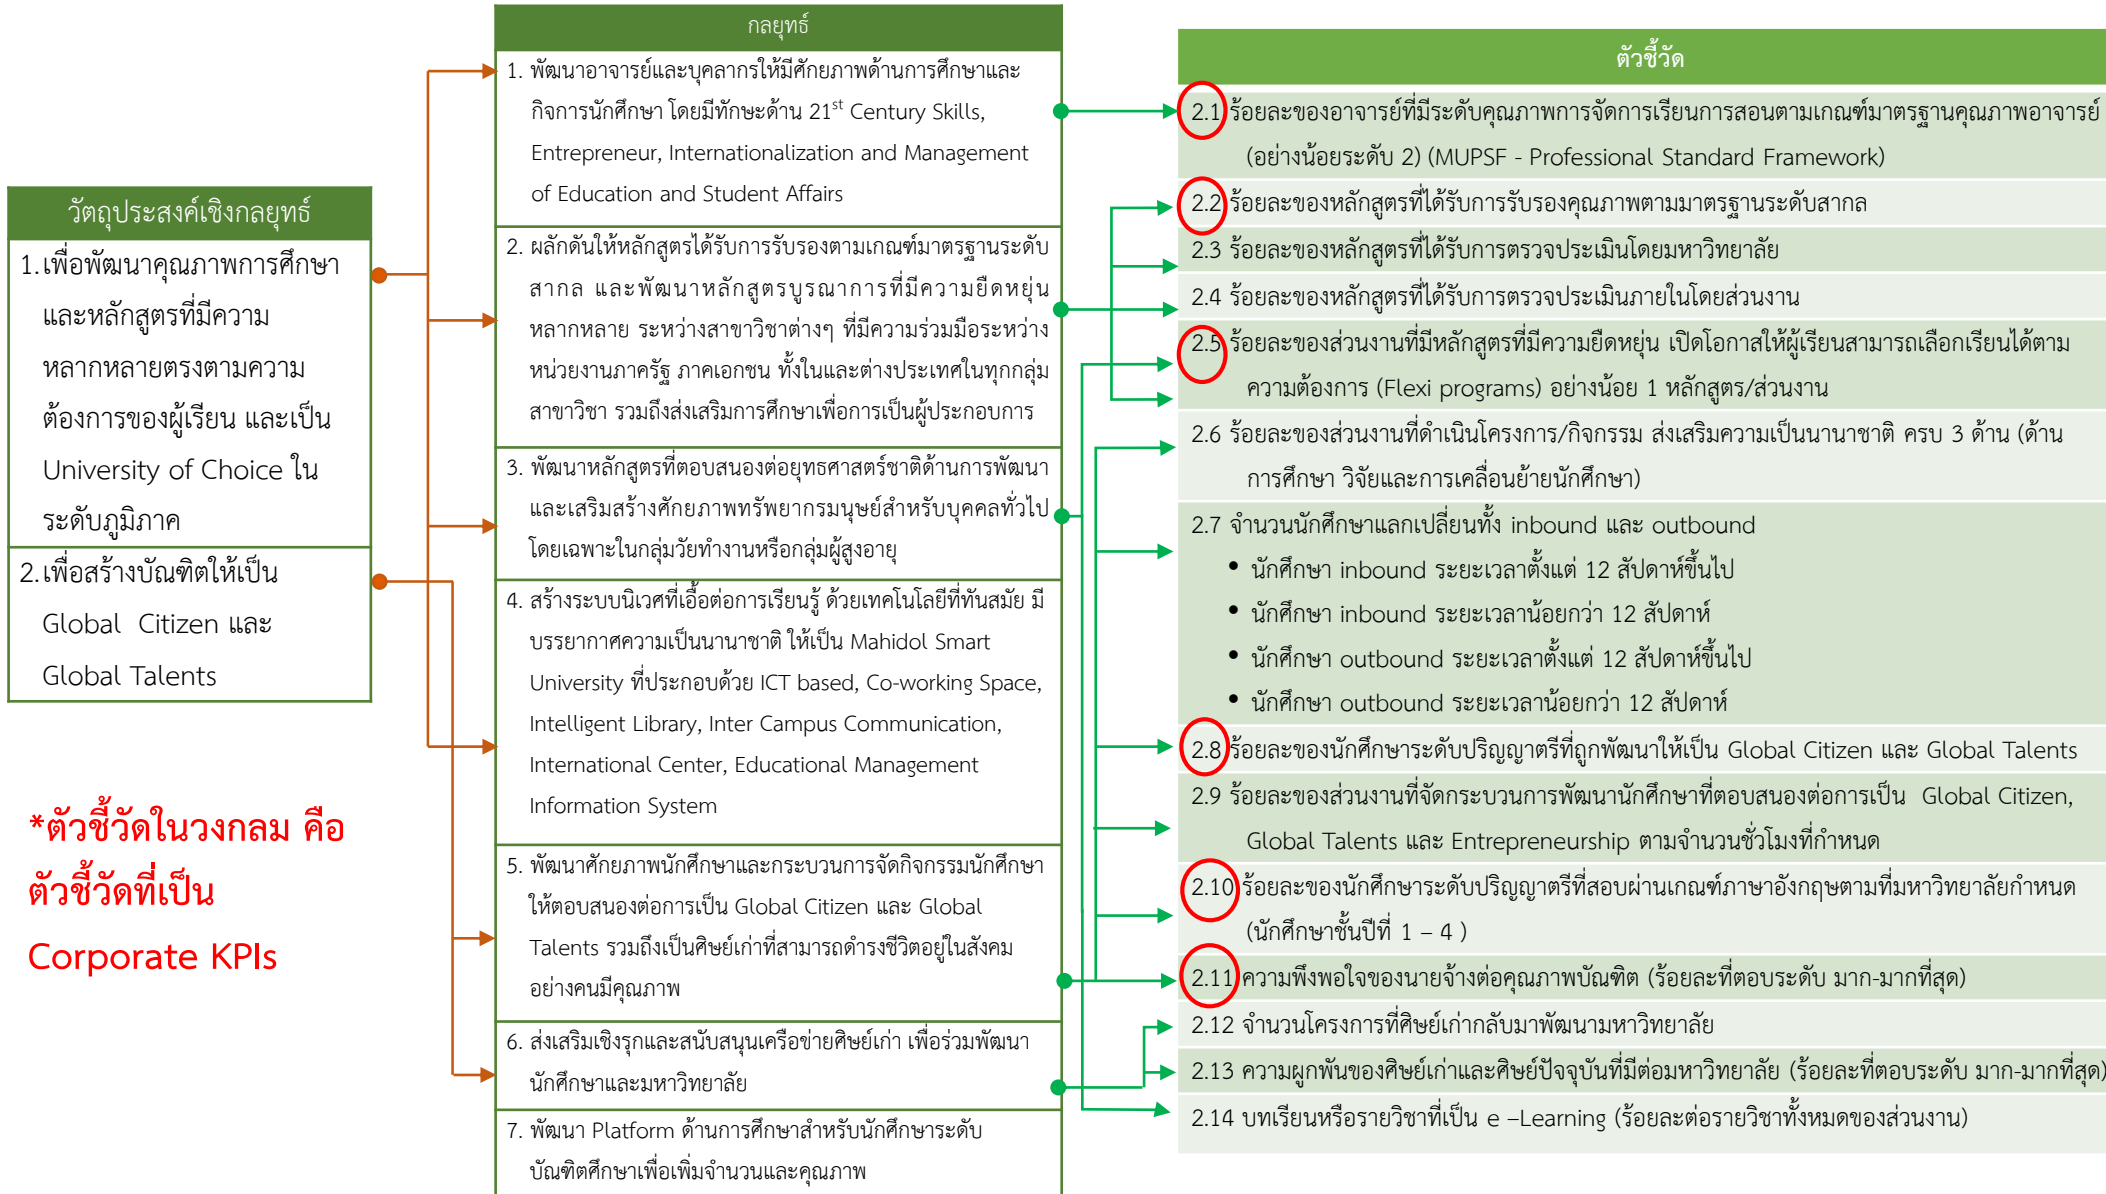 วัตถุประสงค์เชิงกลยุทธ์
1.เพื่อพัฒนาคุณภาพการศึกษา
และหลักสูตรที่มีความ
หลากหลายตรงตามความ
ต้องการของผู้เรียน และเป็น
University of Choice ใน
ระดับภูมิภาค
2.เพื่อสร้างบัณฑิตให้เป็น
Global Citizen และ
Global Talents
*ตัวชี้วัดในวงกลม คือ
ตัวชี้วัดที่เป็น
Corporate KPIs
กลยุทธ์
1. พัฒนาอาจารย์และบุคลากรให้มีศักยภาพด้านการศึกษาและ
กิจการนักศึกษา โดยมีทักษะด้าน 21st Century Skills,
Entrepreneur, Internationalization and Management
of Education and Student Affairs
2. ผลักดันให้หลักสูตรได้รับการรับรองตามเกณฑ์มาตรฐานระดับ
สากล และพัฒนาหลักสูตรบูรณาการที่มีความยืดหยุ่น
หลากหลาย ระหว่างสาขาวิชาต่างๆ ที่มีความร่วมมือระหว่าง
หน่วยงานภาครัฐ ภาคเอกชน ทั้งในและต่างประเทศในทุกกลุ่ม
สาขาวิชา รวมถึงส่งเสริมการศึกษาเพื่อการเป็นผู้ประกอบการ
3. พัฒนาหลักสูตรที่ตอบสนองต่อยุทธศาสตร์ชาติด้านการพัฒนา
และเสริมสร้างศักยภาพทรัพยากรมนุษย์สำหรับบุคคลทั่วไป
โดยเฉพาะในกลุ่มวัยทำงานหรือกลุ่มผู้สูงอายุ
4. สร้างระบบนิเวศที่เอื้อต่อการเรียนรู้ ด้วยเทคโนโลยีที่ทันสมัย มี
บรรยากาศความเป็นนานาชาติ ให้เป็น Mahidol Smart
University ที่ประกอบด้วย ICT based, Co-working Space,
Intelligent Library, Inter Campus Communication,
International Center, Educational Management
Information System
5. พัฒนาศักยภาพนักศึกษาและกระบวนการจัดกิจกรรมนักศึกษา
ให้ตอบสนองต่อการเป็น Global Citizen และ Global
Talents รวมถึงเป็นศิษย์เก่าที่สามารถดำรงชีวิตอยู่ในสังคม
อย่างคนมีคุณภาพ
6. ส่งเสริมเชิงรุกและสนับสนุนเครือข่ายศิษย์เก่า เพื่อร่วมพัฒนา
นักศึกษาและมหาวิทยาลัย
7. พัฒนา Platform ด้านการศึกษาสำหรับนักศึกษาระดับ
บัณฑิตศึกษาเพื่อเพิ่มจำนวนและคุณภาพ
ตัวชี้วัด
2.1 ร้อยละของอาจารย์ที่มีระดับคุณภาพการจัดการเรียนการสอนตามเกณฑ์มาตรฐานคุณภาพอาจารย์
(อย่างน้อยระดับ 2) (MUPSF - Professional Standard Framework)
2.2 ร้อยละของหลักสูตรที่ได้รับการรับรองคุณภาพตามมาตรฐานระดับสากล
2.3 ร้อยละของหลักสูตรที่ได้รับการตรวจประเมินโดยมหาวิทยาลัย
2.4 ร้อยละของหลักสูตรที่ได้รับการตรวจประเมินภายในโดยส่วนงาน
2.5 ร้อยละของส่วนงานที่มีหลักสูตรที่มีความยืดหยุ่น เปิดโอกาสให้ผู้เรียนสามารถเลือกเรียนได้ตาม
ความต้องการ (Flexi programs) อย่างน้อย 1 หลักสูตร/ส่วนงาน
2.6 ร้อยละของส่วนงานที่ดำเนินโครงการ/กิจกรรม ส่งเสริมความเป็นนานาชาติ ครบ 3 ด้าน (ด้าน
การศึกษา วิจัยและการเคลื่อนย้ายนักศึกษา)
2.7 จำนวนนักศึกษาแลกเปลี่ยนทั้ง inbound และ outbound
• นักศึกษา inbound ระยะเวลาตั้งแต่ 12 สัปดาห์ขึ้นไป
• นักศึกษา inbound ระยะเวลาน้อยกว่า 12 สัปดาห์
• นักศึกษา outbound ระยะเวลาตั้งแต่ 12 สัปดาห์ขึ้นไป
• นักศึกษา outbound ระยะเวลาน้อยกว่า 12 สัปดาห์
2.8 ร้อยละของนักศึกษาระดับปริญญาตรีที่ถูกพัฒนาให้เป็น Global Citizen และ Global Talents
2.9 ร้อยละของส่วนงานที่จัดกระบวนการพัฒนานักศึกษาที่ตอบสนองต่อการเป็น Global Citizen,
Global Talents และ Entrepreneurship ตามจำนวนชั่วโมงที่กำหนด
2.10 ร้อยละของนักศึกษาระดับปริญญาตรีที่สอบผ่านเกณฑ์ภาษาอังกฤษตามที่มหาวิทยาลัยกำหนด
(นักศึกษาชั้นปีที่ 1 – 4 )
2.11 ความพึงพอใจของนายจ้างต่อคุณภาพบัณฑิต (ร้อยละที่ตอบระดับ มาก-มากที่สุด)
2.12 จำนวนโครงการที่ศิษย์เก่ากลับมาพัฒนามหาวิทยาลัย
2.13 ความผูกพันของศิษย์เก่าและศิษย์ปัจจุบันที่มีต่อมหาวิทยาลัย (ร้อยละที่ตอบระดับ มาก-มากที่สุด)
2.14 บทเรียนหรือรายวิชาที่เป็น e –Learning (ร้อยละต่อรายวิชาทั้งหมดของส่วนงาน)